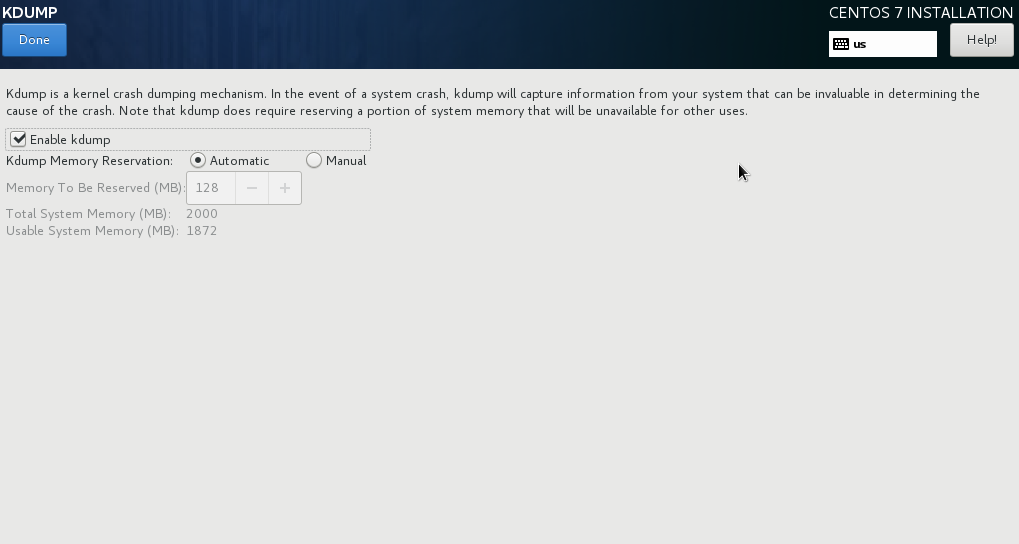 KDUMP
CENTOS 7 INSTALLATION
Done
us
Help!
Kdump is a kernel crash dumping mechanism. In the event of a system crash, kdump will capture information from your system that can be invaluable in determining the
cause of the crash. Note that kdump does require reserving a portion of system memory that will be unavailable for other uses.
Enable kdump
Kdump Memory Reservation: Automatic Manual
Memory To Be Reserved (MB): 128 − +
Total System Memory (MB): 2000
Usable System Memory (MB): 1872